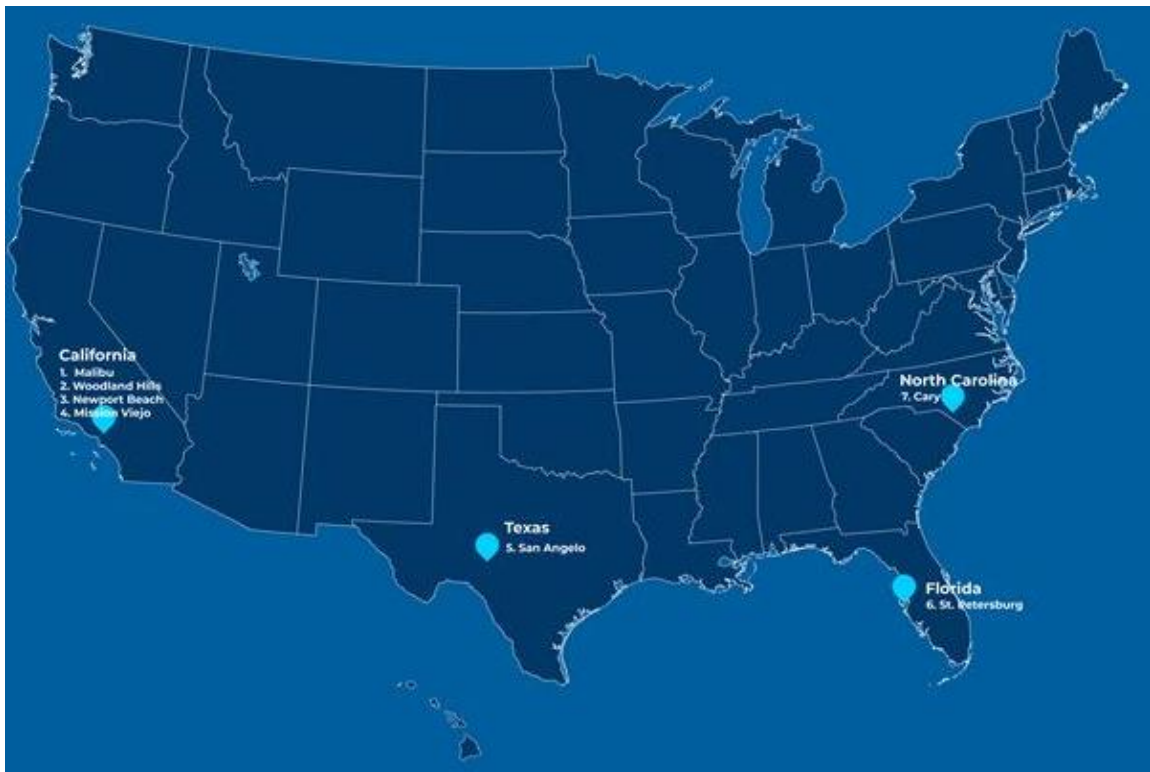 California
1. Malibu
2. Woodland Hills
3. Newport Beach
4. Mission Viejo
North Carolina
7. Cary
Texas
5. San Angelo
Florida
6. St. Petersburg